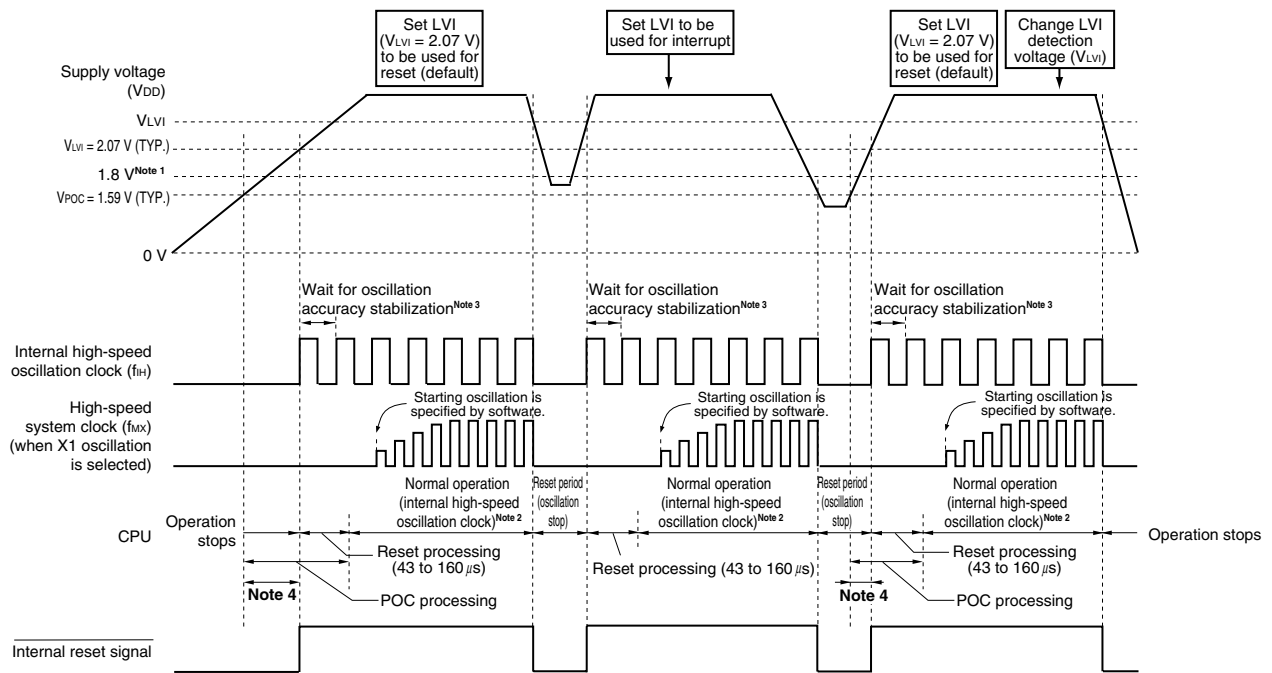 Set LVI
(VLVI = 2.07 V)
to be used for
reset (default)
Set LVI to be
used for interrupt
Set LVI
(VLVI = 2.07 V)
to be used for
reset (default)
Change LVI
detection
voltage (VLVI)
Supply voltage
(VDD)
VLVI
VLVI = 2.07 V (TYP.)
1.8 V Note 1
VPOC = 1.59 V (TYP.)
0 V
Wait for oscillation
accuracy stabilization Note 3
Wait for oscillation
accuracy stabilization Note 3
Wait for oscillation
accuracy stabilization Note 3
Internal high-speed
oscillation clock (fIH)
High-speed
system clock (fMX)
(when X1 oscillation
is selected)
Starting oscillation is
specified by software.
Starting oscillation is
specified by software.
Starting oscillation is
specified by software.
CPU
Operation
stops
Normal operation
(internal high-speed
oscillation clock) Note 2
Reset period
(oscillation
stop)
Normal operation
(internal high-speed
oscillation clock) Note 2
Reset period
(oscillation
stop)
Normal operation
(internal high-speed
oscillation clock) Note 2
Operation stops
Reset processing
(43 to 160 μs)
Reset processing (43 to 160 μs)
Reset processing
(43 to 160 μs)
Note 4
POC processing
Note 4
POC processing
Internal reset signal